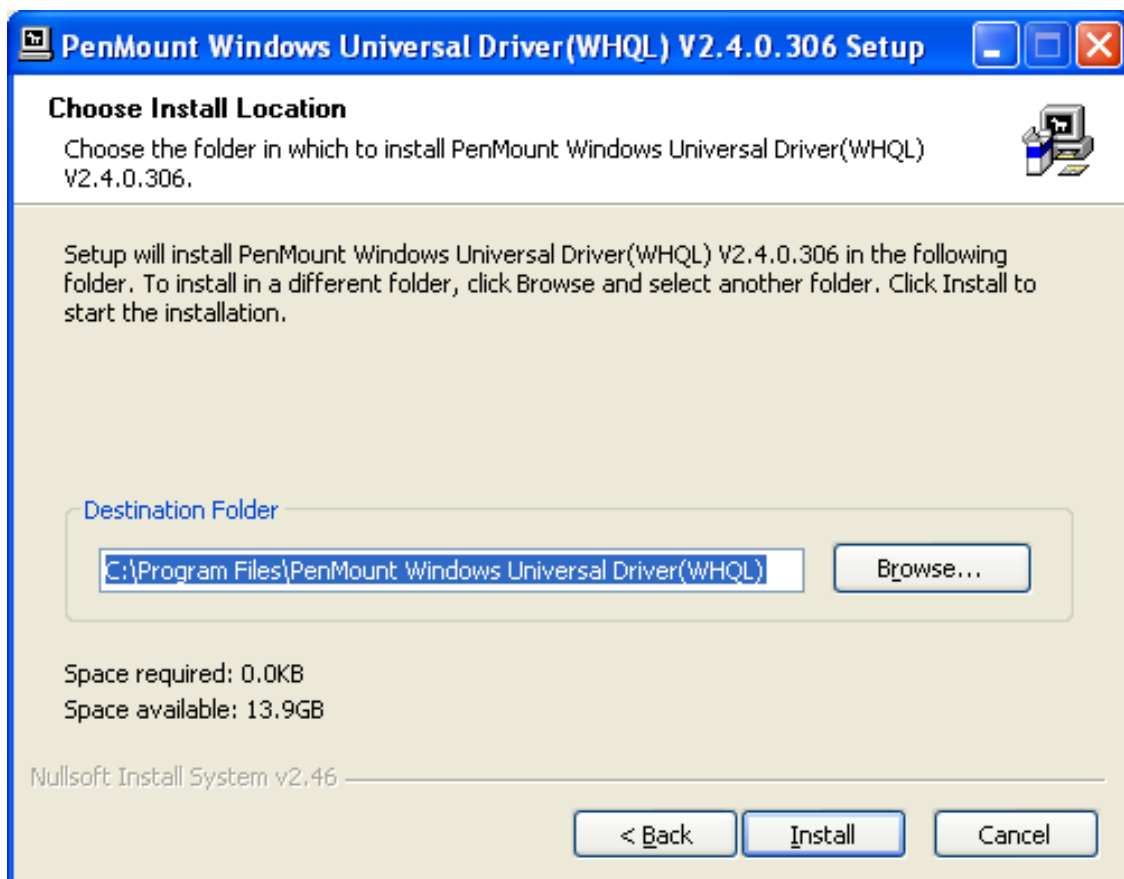 PenMount Windows Universal Driver(WHQL) V2.4.0.306 Setup
Choose Install Location
Choose the folder in which to install PenMount Windows Universal Driver(WHQL)
V2.4.0.306.
Setup will install PenMount Windows Universal Driver(WHQL) V2.4.0.306 in the following
folder. To install in a different folder, click Browse and select another folder. Click Install to
start the installation.
Destination Folder
C:\Program Files\PenMount Windows Universal Driver(WHQL)
Browse...
Space required: 0.0KB
Space available: 13.9GB
Nullsoft Install System v2.46
< Back
Install
Cancel